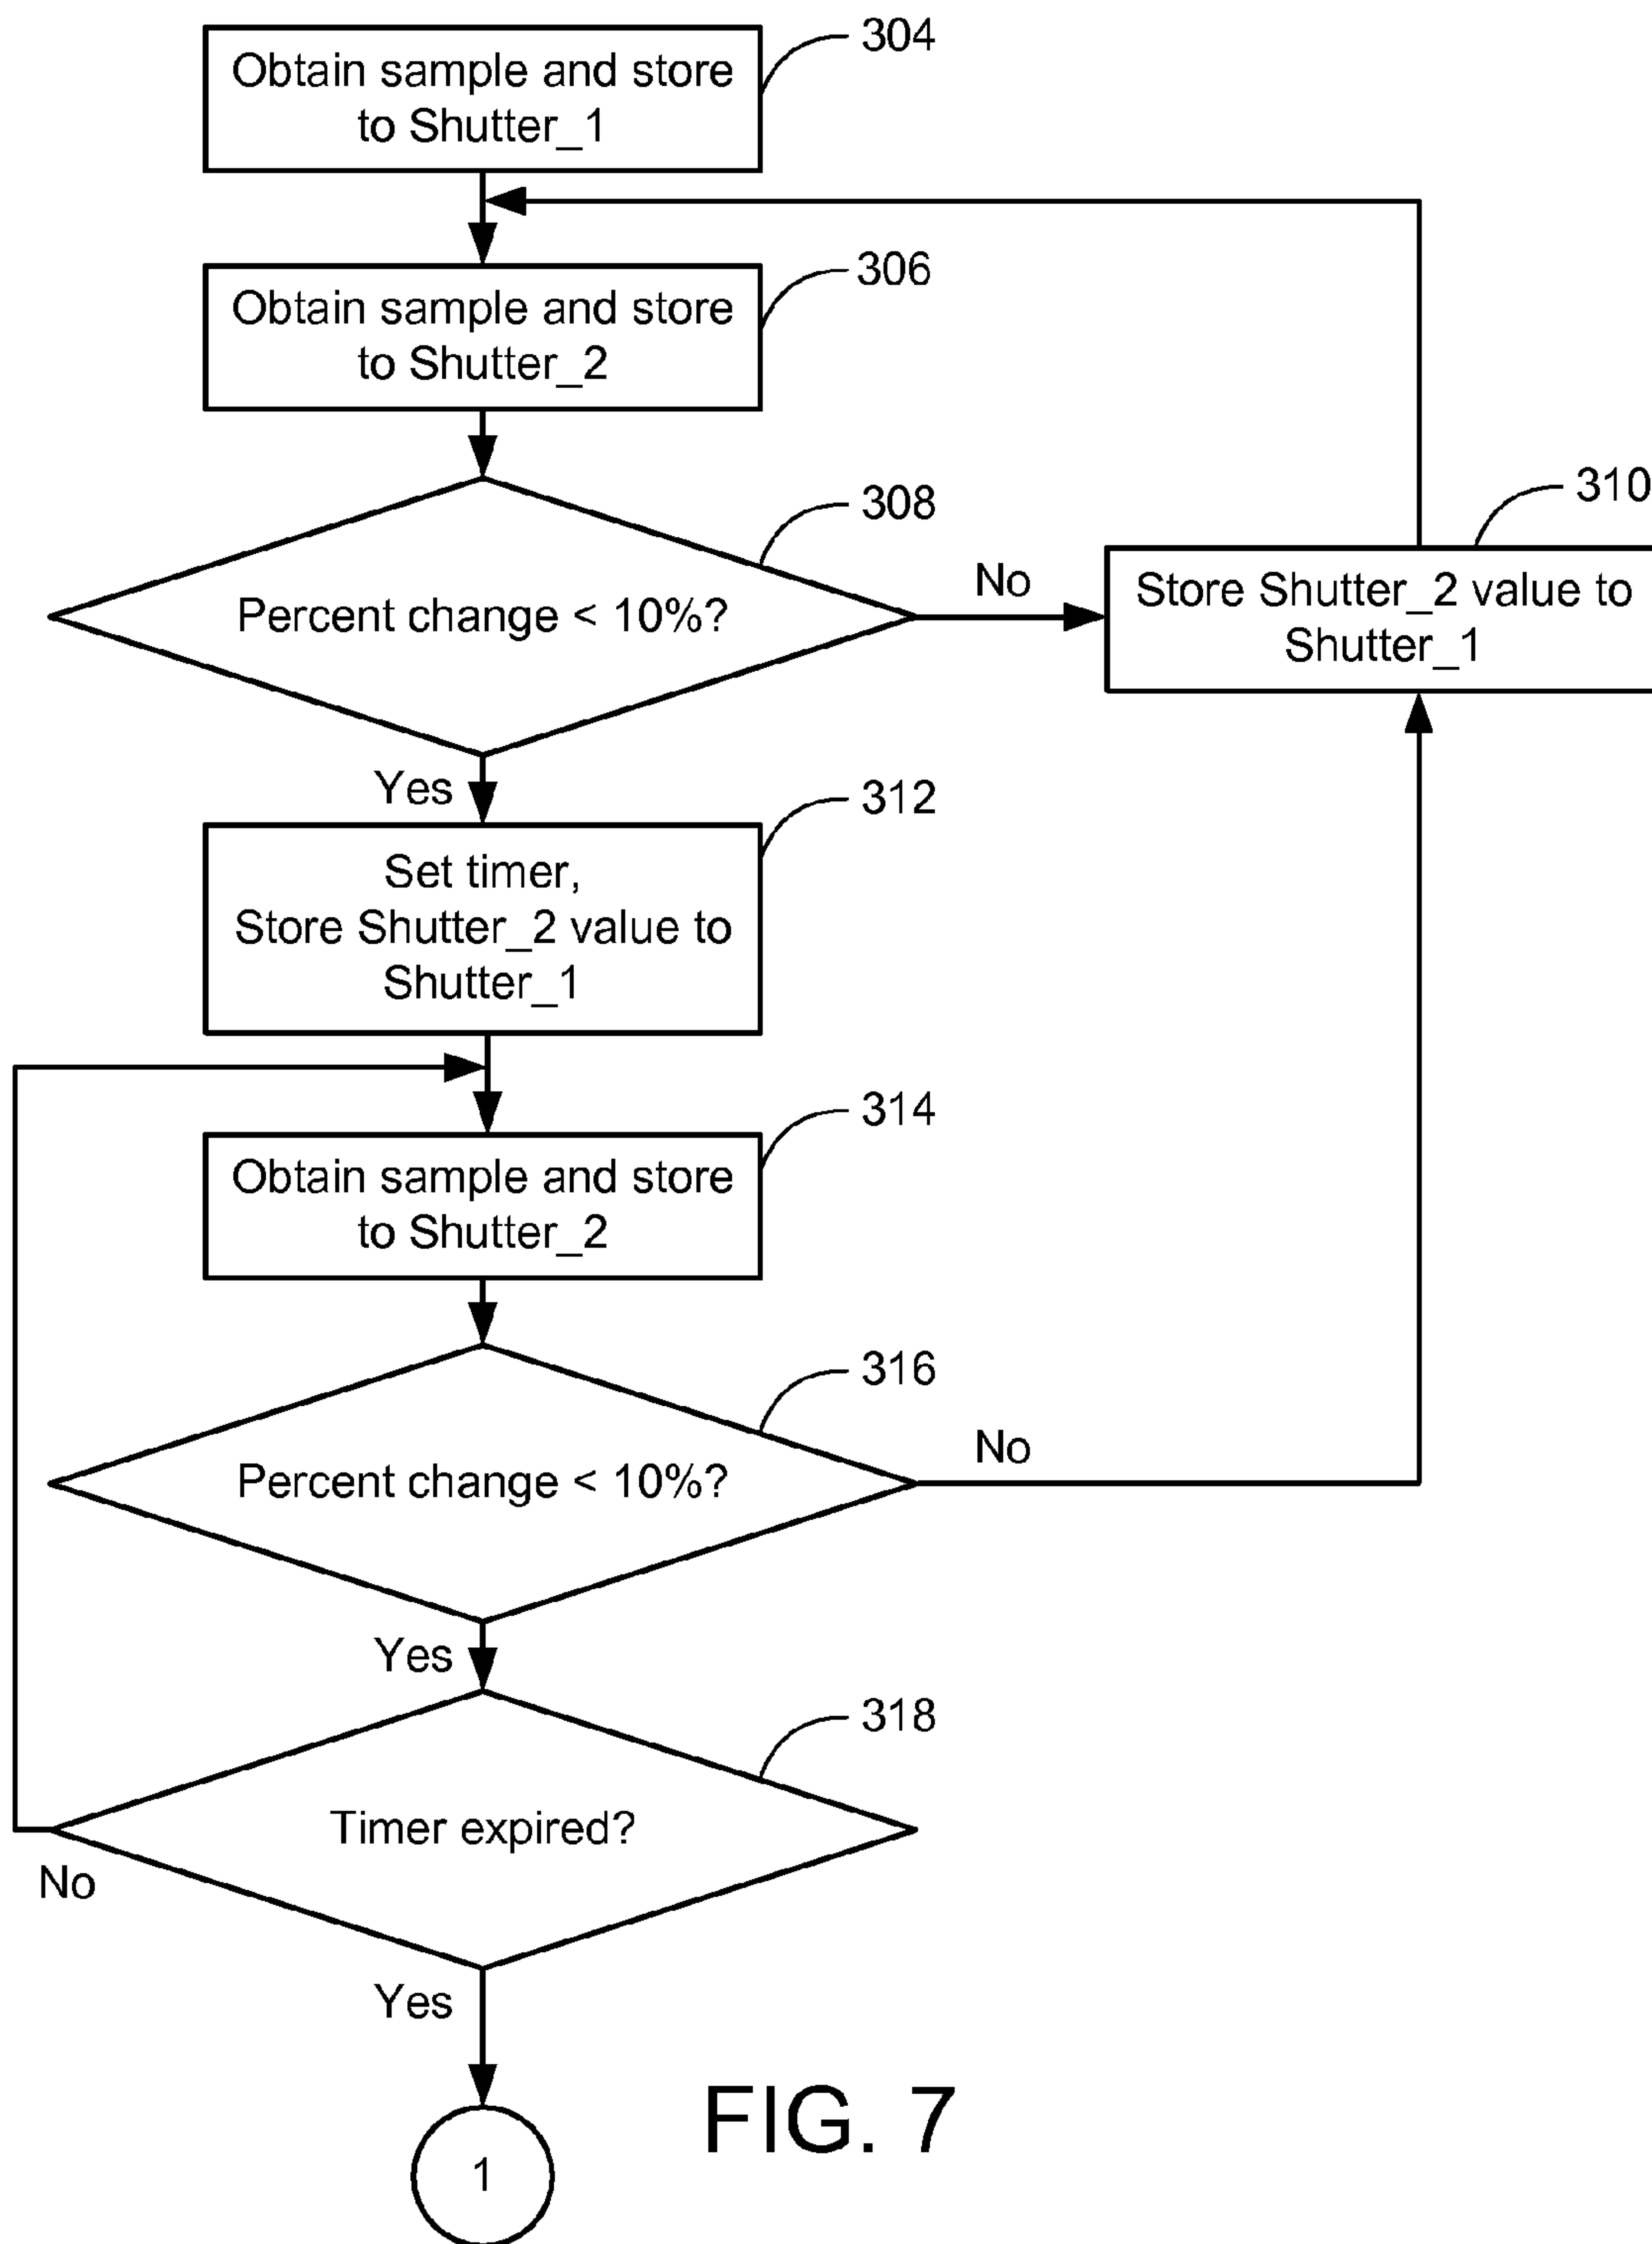 304
Obtain sample and store
to Shutter_1
306
Obtain sample and store
to Shutter_2
308
Percent change < 10%?
No
310
Store Shutter_2 value to
Shutter_1
Yes
312
Set timer,
Store Shutter_2 value to
Shutter_1
314
Obtain sample and store
to Shutter_2
316
Percent change < 10%?
No
Yes
318
Timer expired?
No
Yes
1
FIG. 7